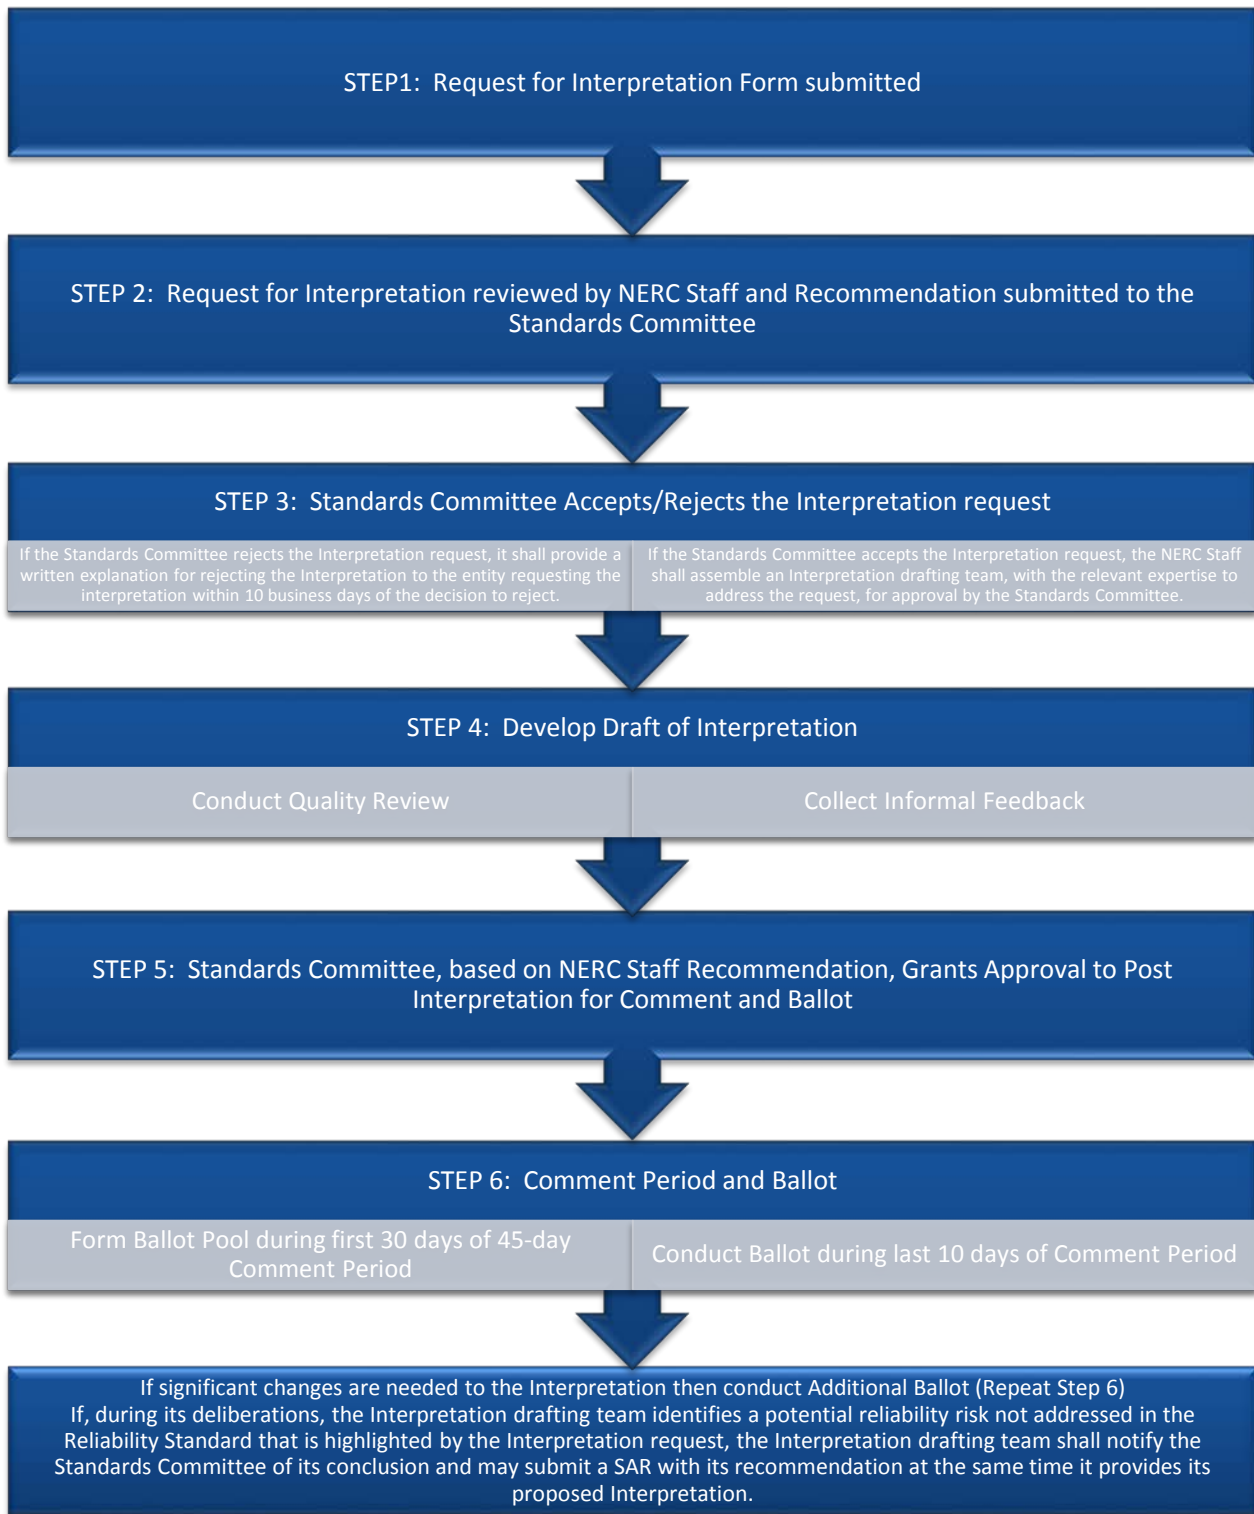 STEP1:  Request for Interpretation Form submitted
STEP 2:  Request for Interpretation reviewed by NERC Staff and Recommendation submitted to the
Standards Committee
STEP 3:  Standards Committee Accepts/Rejects the Interpretation request
If the Standards Committee rejects the Interpretation request, it shall provide a
written explanation for rejecting the Interpretation to the entity requesting the
interpretation within 10 business days of the decision to reject.
If the Standards Committee accepts the Interpretation request, the NERC Staff
shall assemble an Interpretation drafting team, with the relevant expertise to
address the request, for approval by the Standards Committee.
STEP 4:  Develop Draft of Interpretation
Conduct Quality Review
Collect Informal Feedback
STEP 5:  Standards Committee, based on NERC Staff Recommendation, Grants Approval to Post
Interpretation for Comment and Ballot
STEP 6:  Comment Period and Ballot
Form Ballot Pool during first 30 days of 45-day
Comment Period
Conduct Ballot during last 10 days of Comment Period
If significant changes are needed to the Interpretation then conduct Additional Ballot (Repeat Step 6)
If, during its deliberations, the Interpretation drafting team identifies a potential reliability risk not addressed in the
Reliability Standard that is highlighted by the Interpretation request, the Interpretation drafting team shall notify the
Standards Committee of its conclusion and may submit a SAR with its recommendation at the same time it provides its
proposed Interpretation.